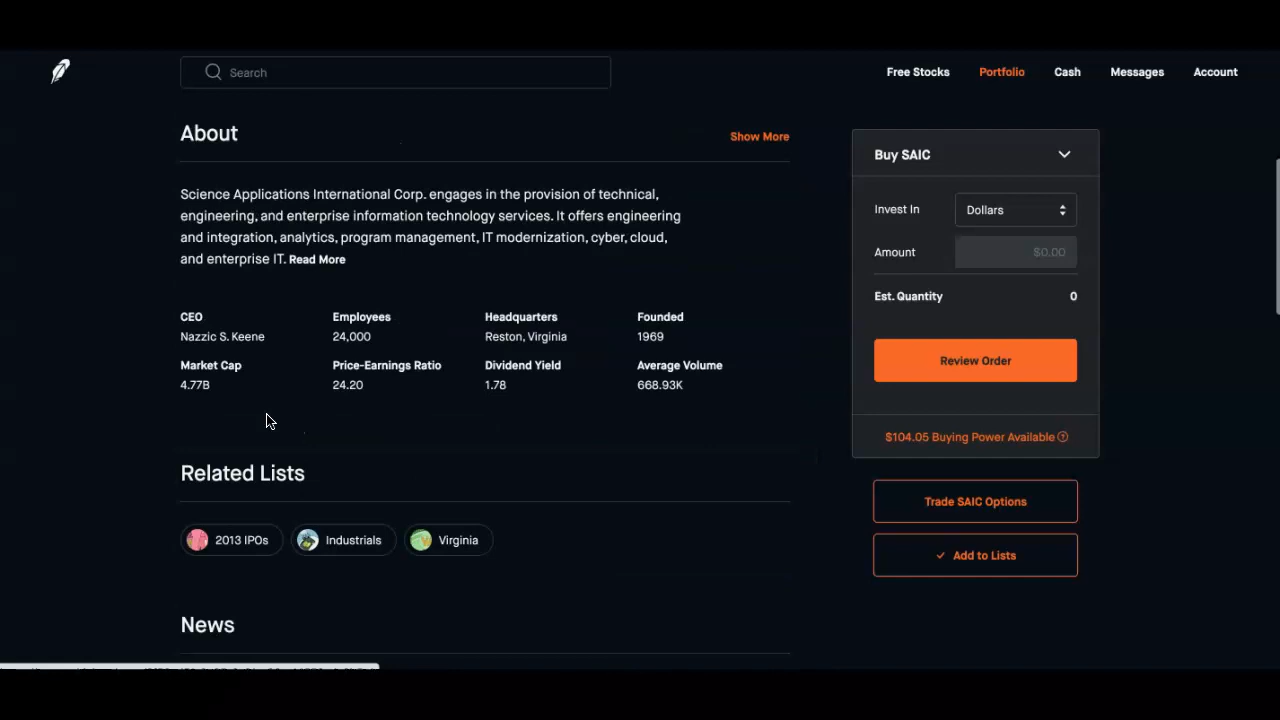 Search
Free Stocks
Portfolio
Cash
Messages
Account
About
Show More
Science Applications International Corp. engages in the provision of technical,
engineering, and enterprise information technology services. It offers engineering
and integration, analytics, program management, IT modernization, cyber, cloud,
and enterprise IT. Read More
CEO
Nazzic S. Keene
Employees
24,000
Headquarters
Reston, Virginia
Founded
1969
Market Cap
4.77B
Price-Earnings Ratio
24.20
Dividend Yield
1.78
Average Volume
668.93K
Related Lists
2013 IPOs
Industrials
Virginia
News
Buy SAIC
Invest In
Dollars
Amount
$0.00
Est. Quantity
0
Review Order
$104.05 Buying Power Available
Trade SAIC Options
Add to Lists